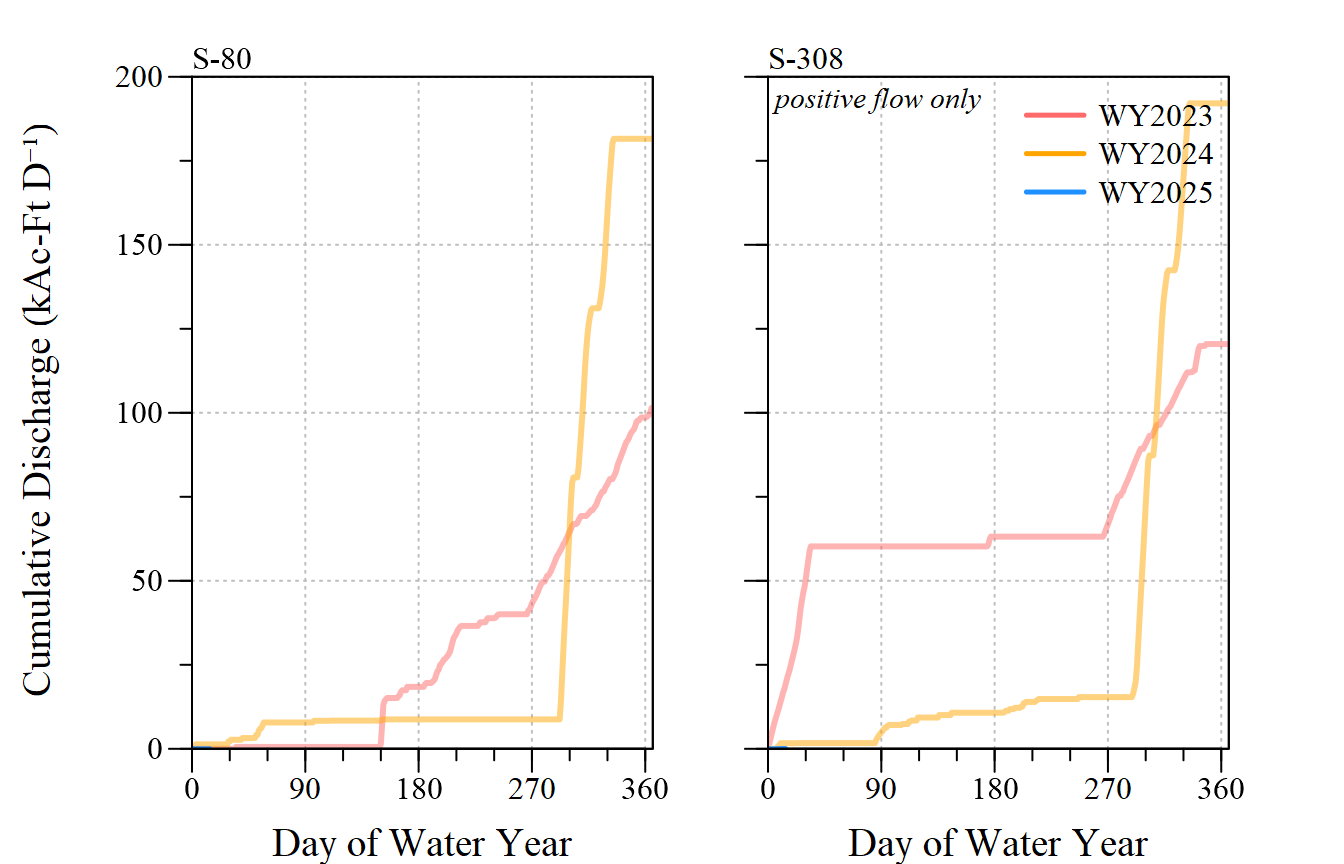 S-80
200
150
100
50
0
0 90 180 270 360
Day of Water Year
Cumulative Discharge (kAc-Ft D⁻¹)
S-308
positive flow only
WY2023
WY2024
WY2025
0 90 180 270 360
Day of Water Year